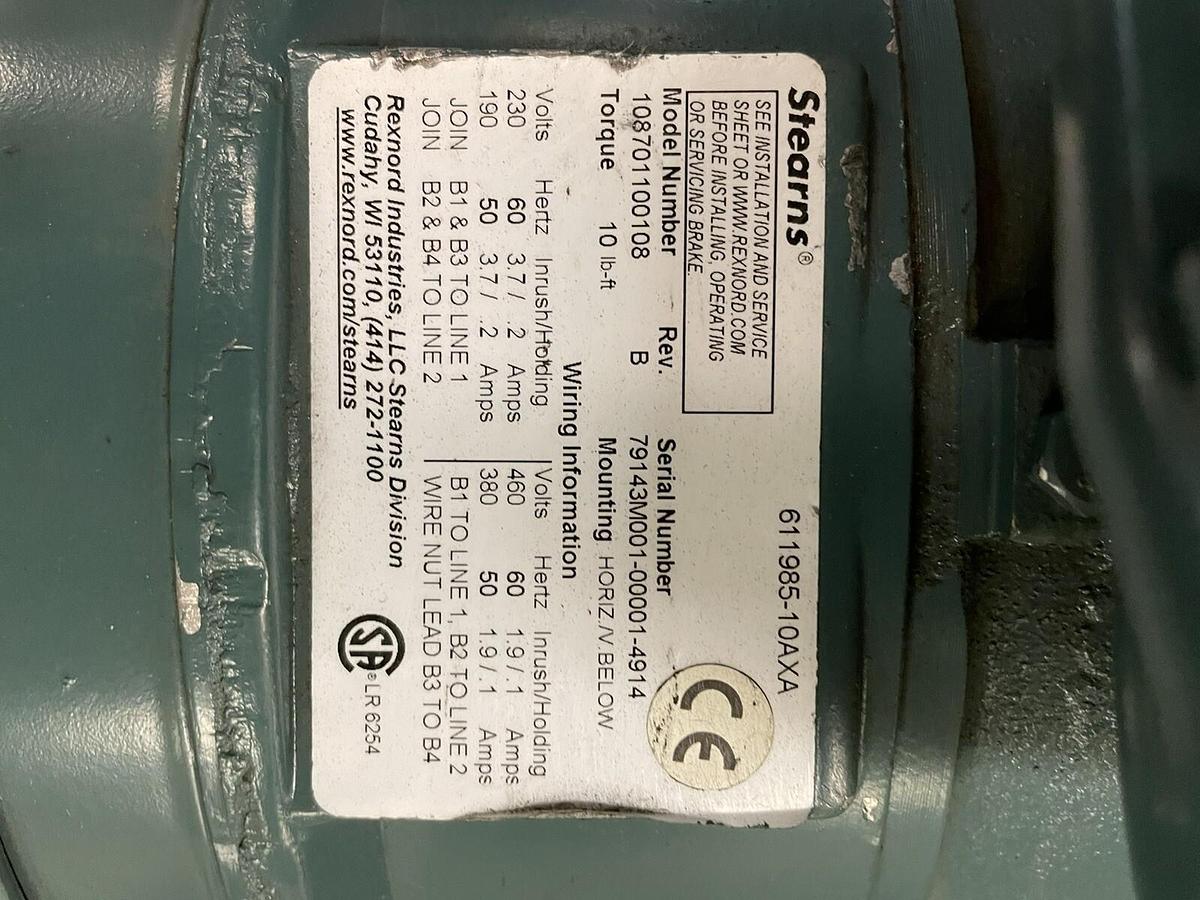 Stearns®
611985-10AXA
SEE INSTALLATION AND SERVICE
SHEET OR WWW.REXNORD.COM
BEFORE INSTALLING, OPERATING
OR SERVICING BRAKE.
CE
Model Number Rev. Serial Number
108701100108 B 79143M001-00001-4914
Torque 10 lb-ft Mounting HORIZ./V.BELOW
Wiring Information
Volts Hertz Inrush/Holding Volts Hertz Inrush/Holding
230 60 3.7 / .2 Amps 460 60 1.9 / .1 Amps
190 50 3.7 / .2 Amps 380 50 1.9 / .1 Amps
JOIN B1 & B3 TO LINE 1 B1 TO LINE 1, B2 TO LINE 2
JOIN B2 & B4 TO LINE 2 WIRE NUT LEAD B3 TO B4
Rexnord Industries, LLC Stearns Division
Cudahy, WI 53110, (414) 272-1100
www.rexnord.com/stearns
SA® LR 6254